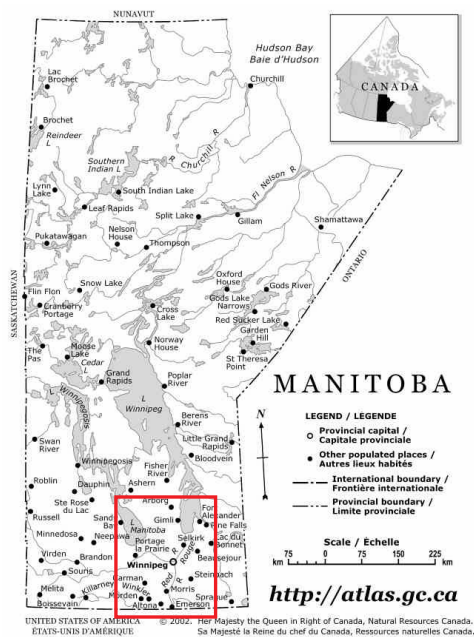 NUNAVUT
Hudson Bay
Baie d'Hudson
CANADA
Lac
Brochet
Churchill
Brochet
Reindeer
L
Churchill R
Southern
Indian L
R
Lynn
Lake
South Indian Lake
Leaf Rapids
Fl Nelson R
Split Lake
Gillam
Shamattawa
Nelson
House
Pukatawagan
Thompson
ONTARIO
SASKATCHEWAN
Oxford
House
Gods River
Snow Lake
Flin Flon
Cranberry
Portage
Gods Lake
Narrows
Cross
Lake
Red Sucker Lake
Garden
Hill
Norway
House
St Theresa
Point
The
Pas
Moose
Lake
Cedar L
Grand
Rapids
Poplar
River
MANITOBA
L Winnipegosis
L
Winnipeg
N
LEGEND / LEGENDE
Provincial capital /
Capitale provinciale
Other populated places /
Autres lieux habités
International boundary /
Frontière internationale
Provincial boundary /
Limite provinciale
Berens
River
Swan
River
Little Grand
Rapids
Bloodvein
Winnipegosis
Fisher
River
Roblin
Dauphin
Ashern
Ste Rose
du Lac
Arborg
Russell
Gimli
Alexander
Pine Falls
L
Manitoba
Minnedosa
Neepawa
Portage
la Prairie
Selkirk
Lac du
Bonnet
Scale / Échelle
75 0 75 150 225
km km
Virden
Brandon
Winnipeg
Beausejour
R
Rouge
Souris
Carman
Red
R
Steinbach
Melita
Killarney
Winkler
Morden
Morris
Boissevain
Altona
Emerson
Sprague
http://atlas.gc.ca
UNITED STATES OF AMERICA
ÉTATS-UNIS D'AMÉRIQUE
© 2002. Her Majesty the Queen in Right of Canada, Natural Resources Canada.
Sa Majesté la Reine du chef du Canada, Ressources naturelles Canada.